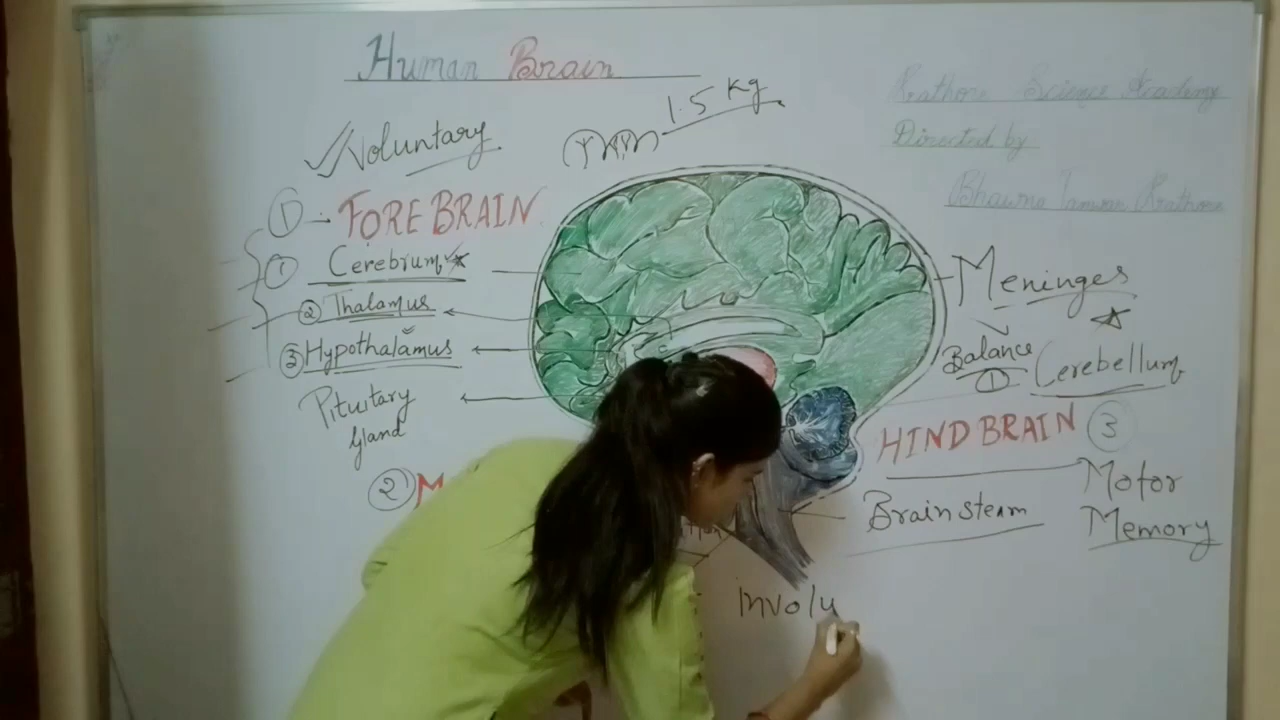 Human Brain
1.5 kg
Rathore Science Academy
Directed by
Voluntary
① FORE BRAIN
① Cerebrum
② Thalamus
③ Hypothalamus
Pituitary
gland
② M
Meninges
Balance
① Cerebellum
HIND BRAIN ③
Motor
Memory
Brain steam
Involu